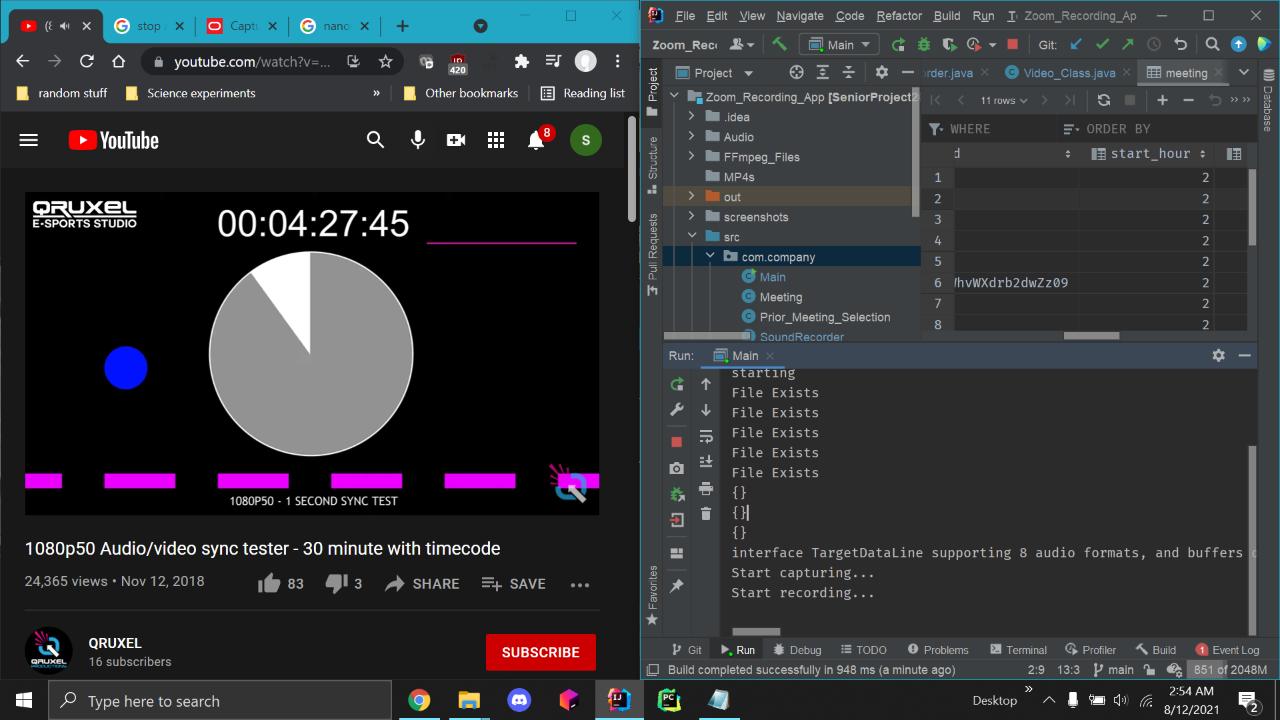 stop
Captu
nano
youtube.com/watch?v=...
420
random stuff
Science experiments
»
Other bookmarks
Reading list
YouTube
8
S
QRUXEL
E-SPORTS STUDIO
00:04:27:45
1080P50 - 1 SECOND SYNC TEST
1080p50 Audio/video sync tester - 30 minute with timecode
24,365 views • Nov 12, 2018
83
3
SHARE
SAVE
QRUXEL
16 subscribers
SUBSCRIBE
File Edit View Navigate Code Refactor Build Run T Zoom_Recording_Ap
Zoom_Reci
Main
Git:
Project
rder.java
Video_Class.java
meeting
Project
Structure
Pull Requests
Favorites
Database
Zoom_Recording_App [SeniorProject2
.idea
Audio
FFmpeg_Files
MP4s
out
screenshots
src
com.company
Main
Meeting
Prior_Meeting_Selection
SoundRecorder
11 rows
WHERE
ORDER BY
d
start_hour
1 2
2 2
3 2
4 2
5 2
6 VhvWXdrb2dwZz09 2
7 2
8 2
Run: Main
starting
File Exists
File Exists
File Exists
File Exists
File Exists
{}
{}
{}
interface TargetDataLine supporting 8 audio formats, and buffers o
Start capturing...
Start recording...
Git Run Debug TODO Problems Terminal Profiler Build 1 Event Log
Build completed successfully in 948 ms (a minute ago)
2:9 13:3 main 851 of 2048M
Type here to search
Desktop
»
2:54 AM
8/12/2021
2